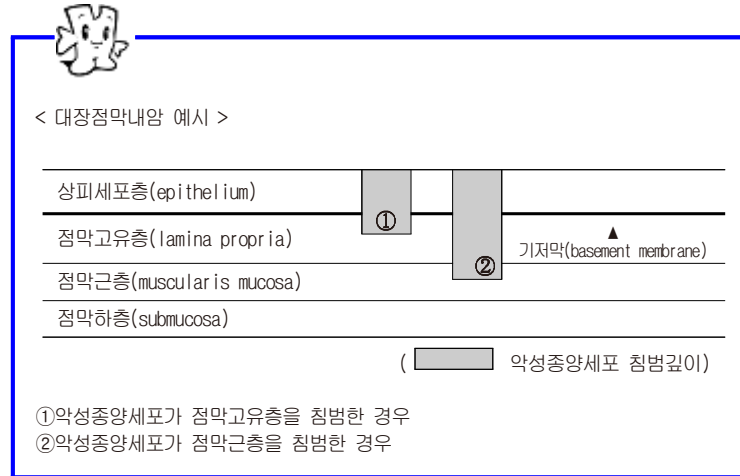 < 대장점막내암 예시 >
상피세포층(epithelium)
①
점막고유층(lamina propria)
▲
기저막(basement membrane)
②
점막근층(muscularis mucosa)
점막하층(submucosa)
( 악성종양세포 침범깊이)
①악성종양세포가 점막고유층을 침범한 경우
②악성종양세포가 점막근층을 침범한 경우